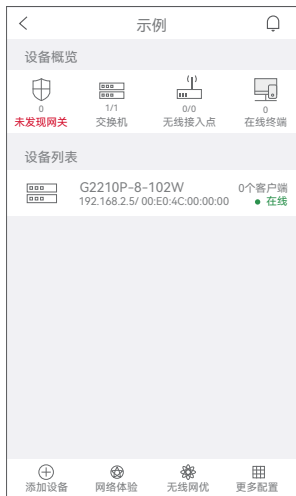 示例
设备概览
0 1/1 0/0 0
未发现网关 交换机 无线接入点 在线终端
设备列表
G2210P-8-102W 0个客户端
192.168.2.5/ 00:E0:4C:00:00:00 在线
添加设备 网络体验 无线网优 更多配置